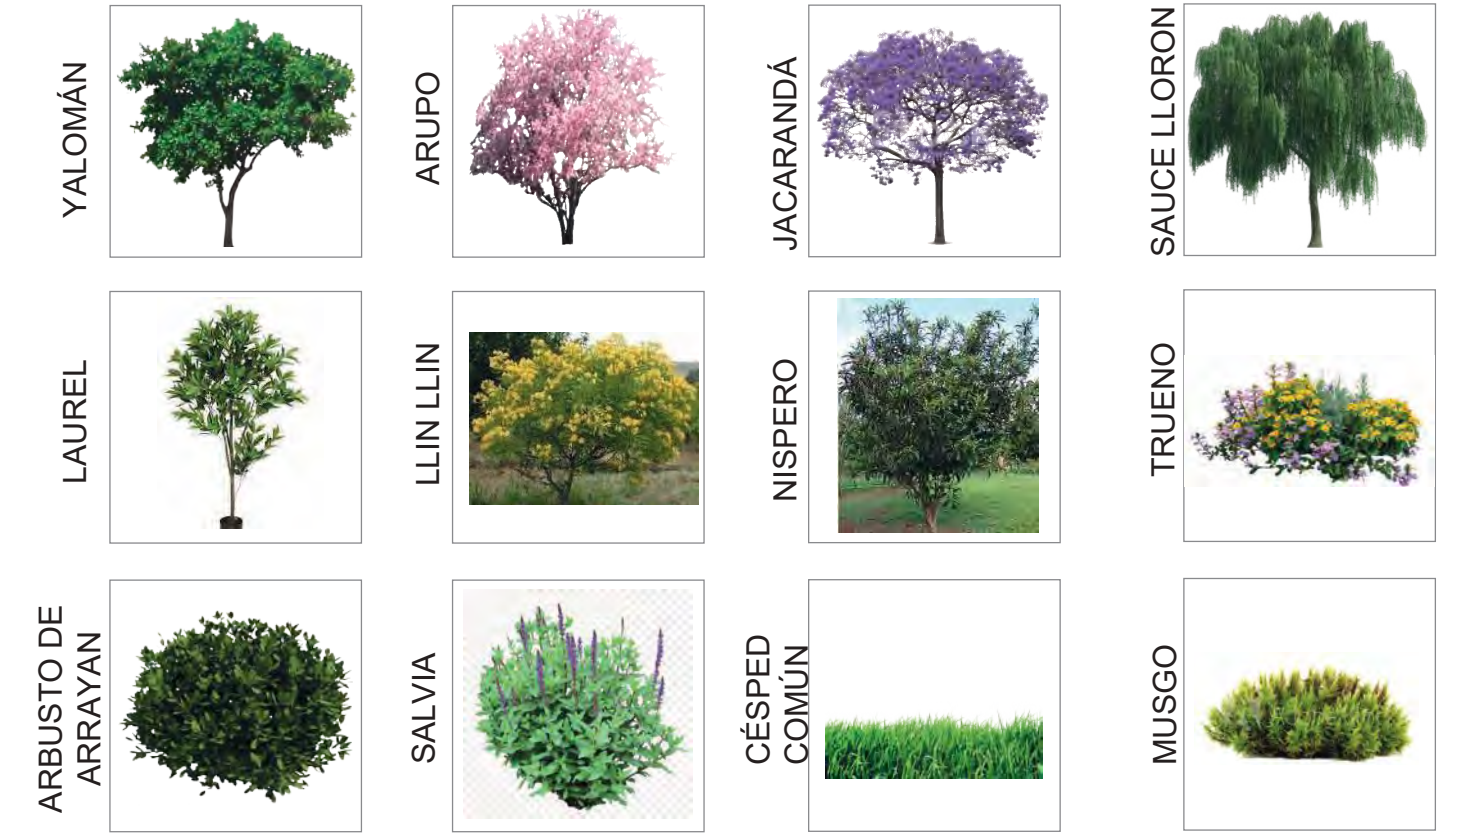 YALOMÁN
ARUPO
JACARANDÁ
SAUCE LLORON
LAUREL
LLIN LLIN
NISPERO
TRUENO
ARBUSTO DE
ARRAYAN
SALVIA
CÉSPED
COMÚN
MUSGO